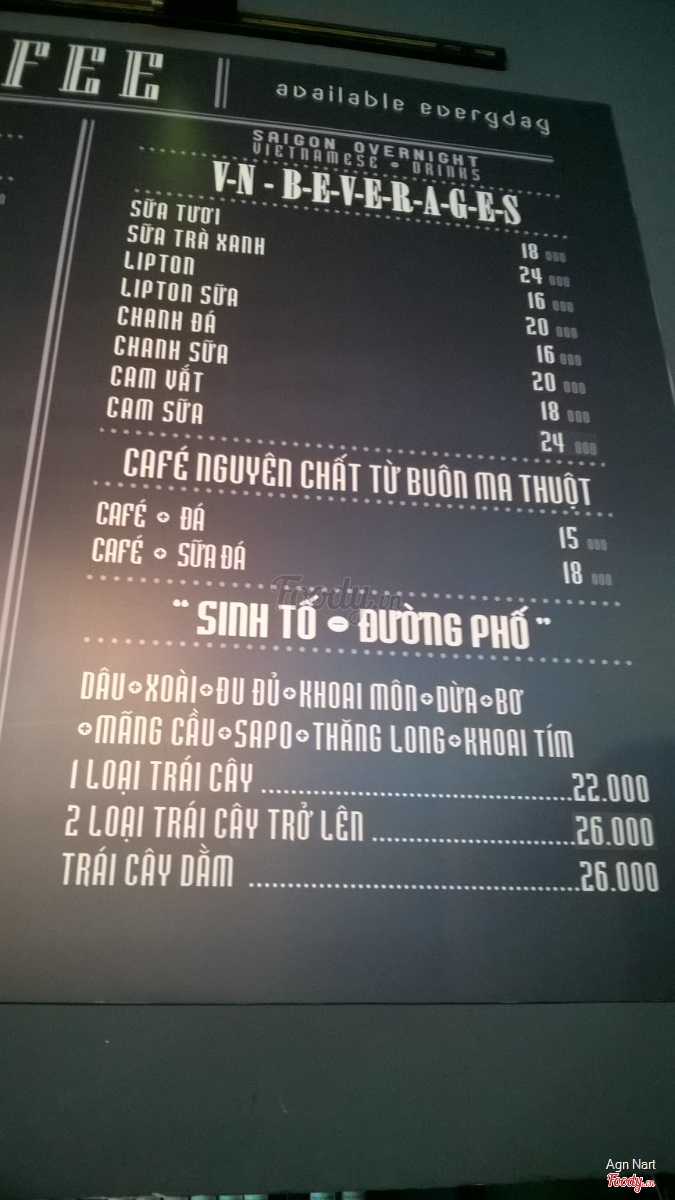 FEE
available everyday
SAIGON OVERNIGHT
VIETNAMESE - DRINKS
V-N - B-E-V-E-R-A-G-E-S
SỮA TƯƠI 18 000
SỮA TRÀ XANH 24 000
LIPTON 16 000
LIPTON SỮA 20 000
CHANH ĐÁ 16 000
CHANH SỮA 20 000
CAM VẮT 18 000
CAM SỮA 24 000
CAFÉ NGUYÊN CHẤT TỪ BUÔN MA THUỘT
CAFÉ + ĐÁ 15 000
CAFÉ + SỮA ĐÁ 18 000
Foody.vn
" SINH TỐ - ĐƯỜNG PHỐ "
DÂU+XOÀI+ĐU ĐỦ+KHOAI MÔN+DỪA+BƠ
+MÃNG CẦU+SAPO+THĂNG LONG+KHOAI TÍM
1 LOẠI TRÁI CÂY ........................................22.000
2 LOẠI TRÁI CÂY TRỞ LÊN ..........................26.000
TRÁI CÂY DẰM ..........................................26.000
Agn Nart
Foody.vn